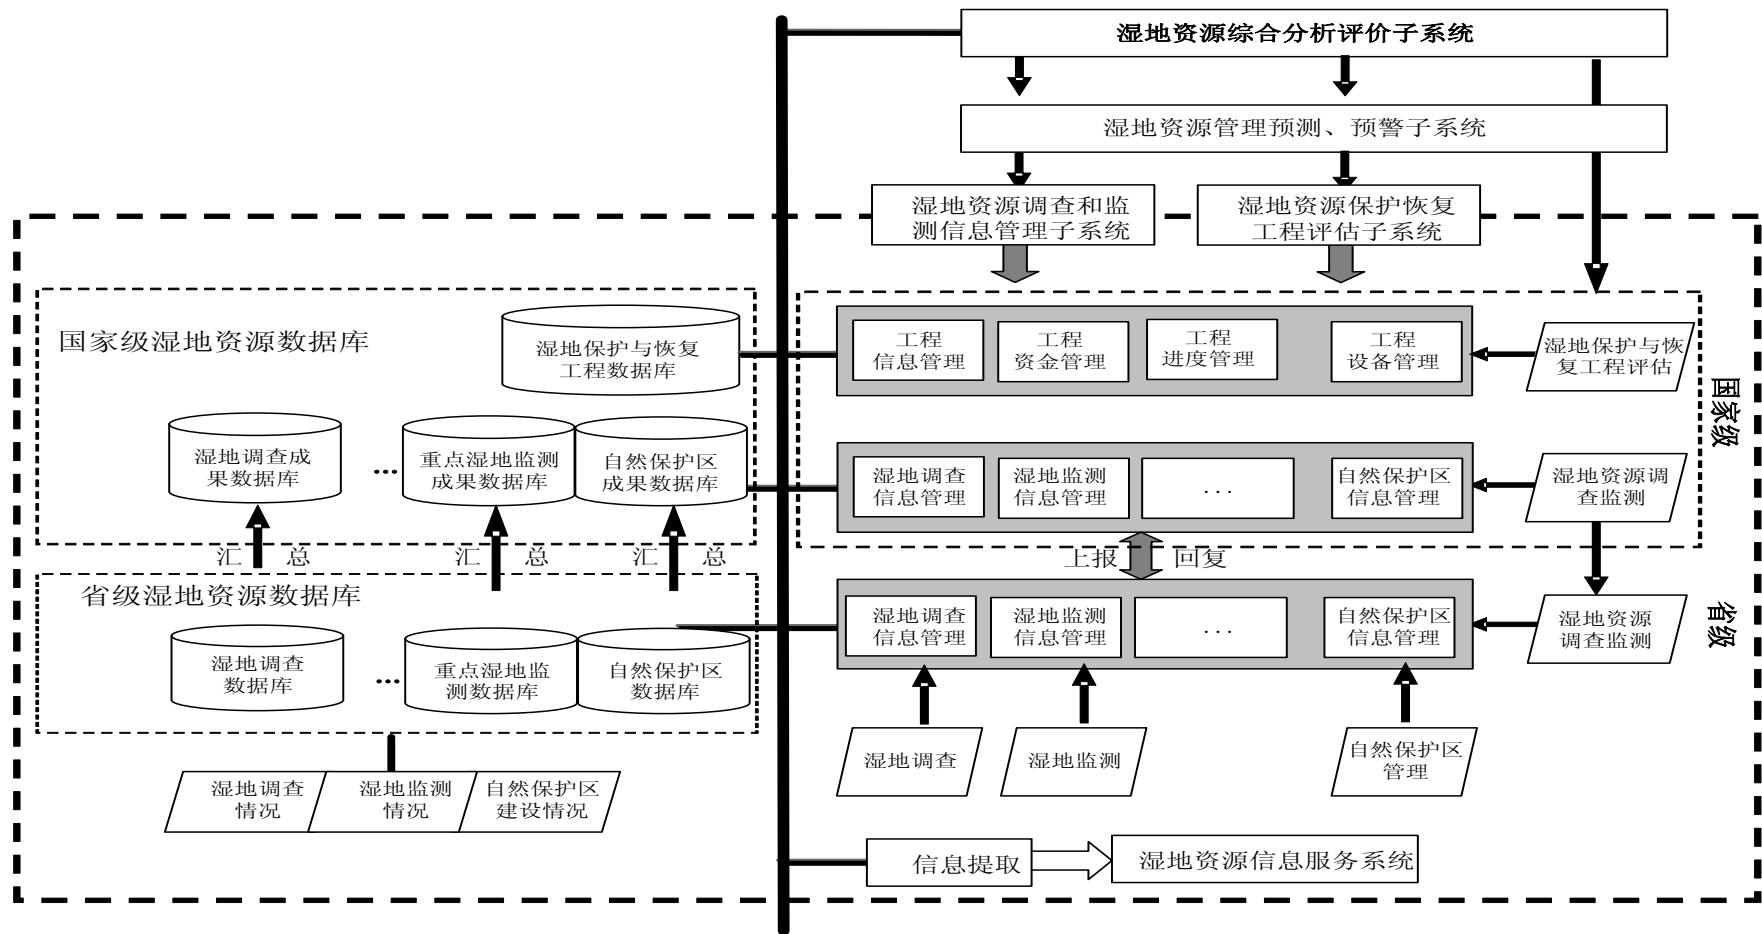 湿地资源综合分析评价子系统
湿地资源管理预测、预警子系统
湿地资源调查和监
测信息管理子系统
湿地资源保护恢复
工程评估子系统
国家级湿地资源数据库
湿地保护与恢复
工程数据库
工程
信息管理
工程
资金管理
工程
进度管理
工程
设备管理
湿地保护与恢
复工程评估
国家级
湿地调查成
果数据库
...
重点湿地监测
成果数据库
自然保护区
成果数据库
湿地调查
信息管理
湿地监测
信息管理
...
自然保护区
信息管理
湿地资源调
查监测
汇 总
汇 总
汇 总
上报
回复
省级湿地资源数据库
湿地调查
数据库
...
重点湿地监
测数据库
自然保护区
数据库
湿地调查
信息管理
湿地监测
信息管理
...
自然保护区
信息管理
湿地资源
调查监测
省级
湿地调查
湿地监测
自然保护区
管理
湿地调查
情况
湿地监测
情况
自然保护区
建设情况
信息提取
湿地资源信息服务系统